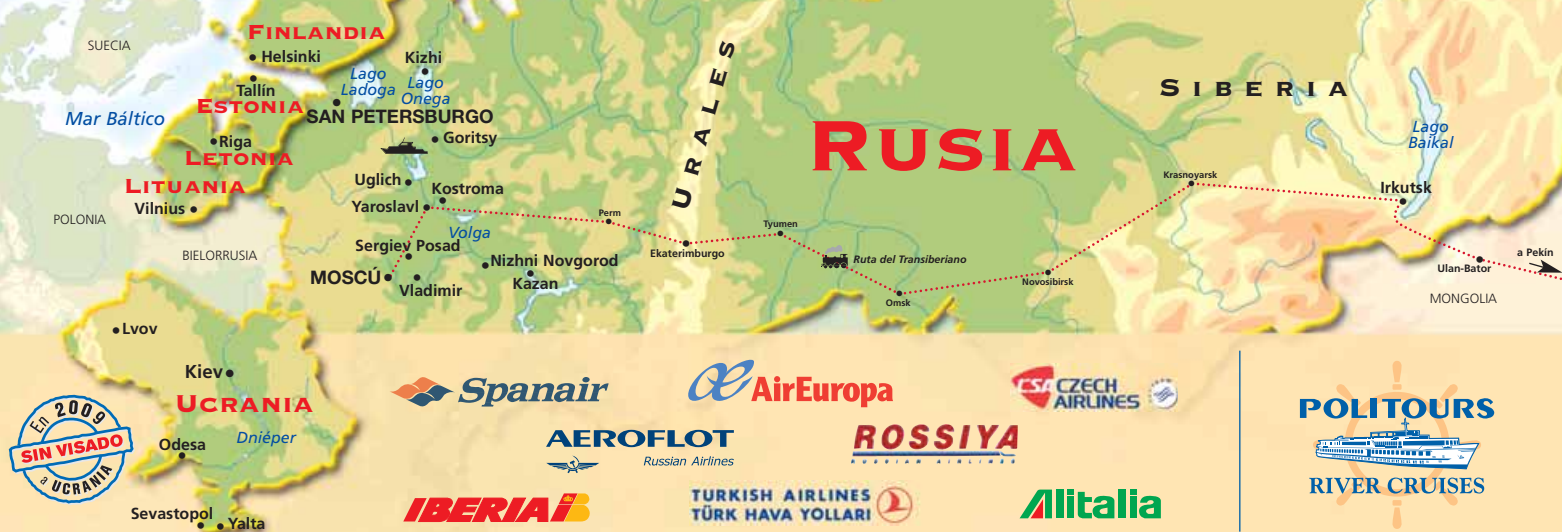 SUECIA
FINLANDIA
Helsinki
Kizhi
Lago
Ladoga
Lago
Onega
Tallín
ESTONIA
SAN PETERSBURGO
Mar Báltico
Riga
LETONIA
Goritsy
LITUANIA
Vilnius
Uglich
Kostroma
Yaroslavl
POLONIA
BIELORRUSIA
Volga
Sergiev Posad
MOSCÚ
Vladimir
Nizhni Novgorod
Kazan
Perm
URALES
Ekaterimburgo
Tyumen
Ruta del Transiberiano
Omsk
RUSIA
SIBERIA
Novosibirsk
Krasnoyarsk
Lago
Baikal
Irkutsk
Ulan-Bator
a Pekín
MONGOLIA
Lvov
Kiev
UCRANIA
Dniéper
Odesa
Sevastopol
Yalta
En 2009
SIN VISADO
a UCRANIA
Spanair
AirEuropa
CSA CZECH
AIRLINES
AEROFLOT
Russian Airlines
ROSSIYA
RUSSIAN AIRLINES
IBERIA IB
TURKISH AIRLINES
TÜRK HAVA YOLLARI
Alitalia
POLITOURS
RIVER CRUISES